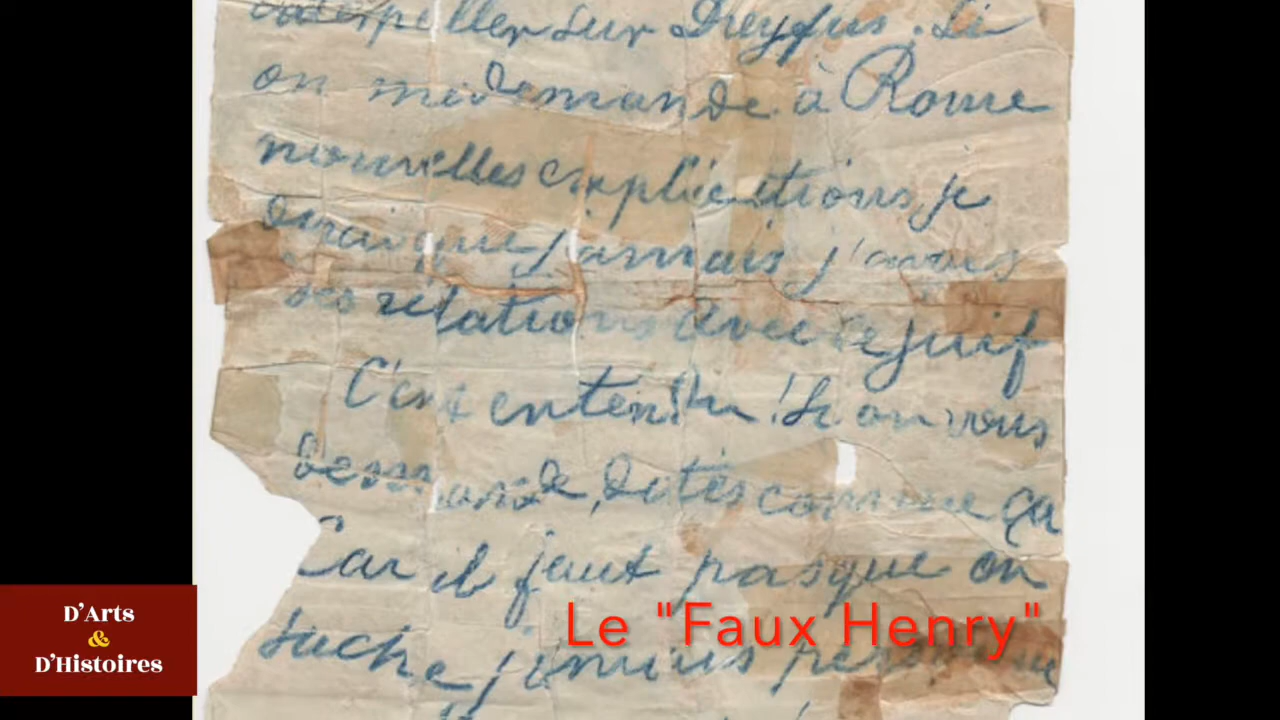 interpeller sur Dreyfus. Si
on me demande à Rome
nouvelles explications, je
dirai que jamais j'avais
des relations avec ce juif
C'est entendu! Si on vous
demande, dites comme ça
Car il faut pas que on
sache jamais personne
Le "Faux Henry"
D'Arts
&
D'Histoires